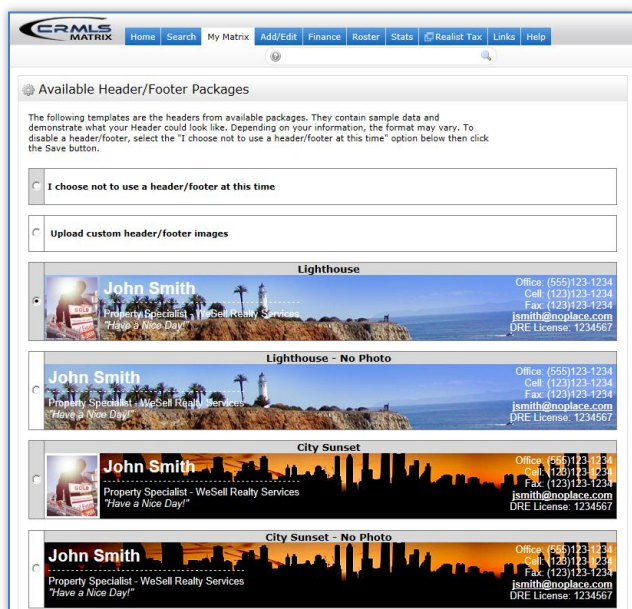 CRMLS
MATRIX
Home Search My Matrix Add/Edit Finance Roster Stats Realist Tax Links Help
Available Header/Footer Packages
The following templates are the headers from available packages. They contain sample data and
demonstrate what your Header could look like. Depending on your information, the format may vary. To
disable a header/footer, select the "I choose not to use a header/footer at this time" option below then click
the Save button.
I choose not to use a header/footer at this time
Upload custom header/footer images
Lighthouse
John Smith
Property Specialist - WeSell Realty Services
"Have a Nice Day!"
Office: (555)123-1234
Cell: (123)123-1234
Fax: (123)123-1234
jsmith@noplace.com
DRE License: 1234567
SOLD
Lighthouse - No Photo
John Smith
Property Specialist - WeSell Realty Services
"Have a Nice Day!"
Office: (555)123-1234
Cell: (123)123-1234
Fax: (123)123-1234
jsmith@noplace.com
DRE License: 1234567
City Sunset
John Smith
Property Specialist - WeSell Realty Services
"Have a Nice Day!"
Office: (555)123-1234
Cell: (123)123-1234
Fax: (123)123-1234
jsmith@noplace.com
DRE License: 1234567
SOLD
City Sunset - No Photo
John Smith
Property Specialist - WeSell Realty Services
"Have a Nice Day!"
Office: (555)123-1234
Cell: (123)123-1234
Fax: (123)123-1234
jsmith@noplace.com
DRE License: 1234567